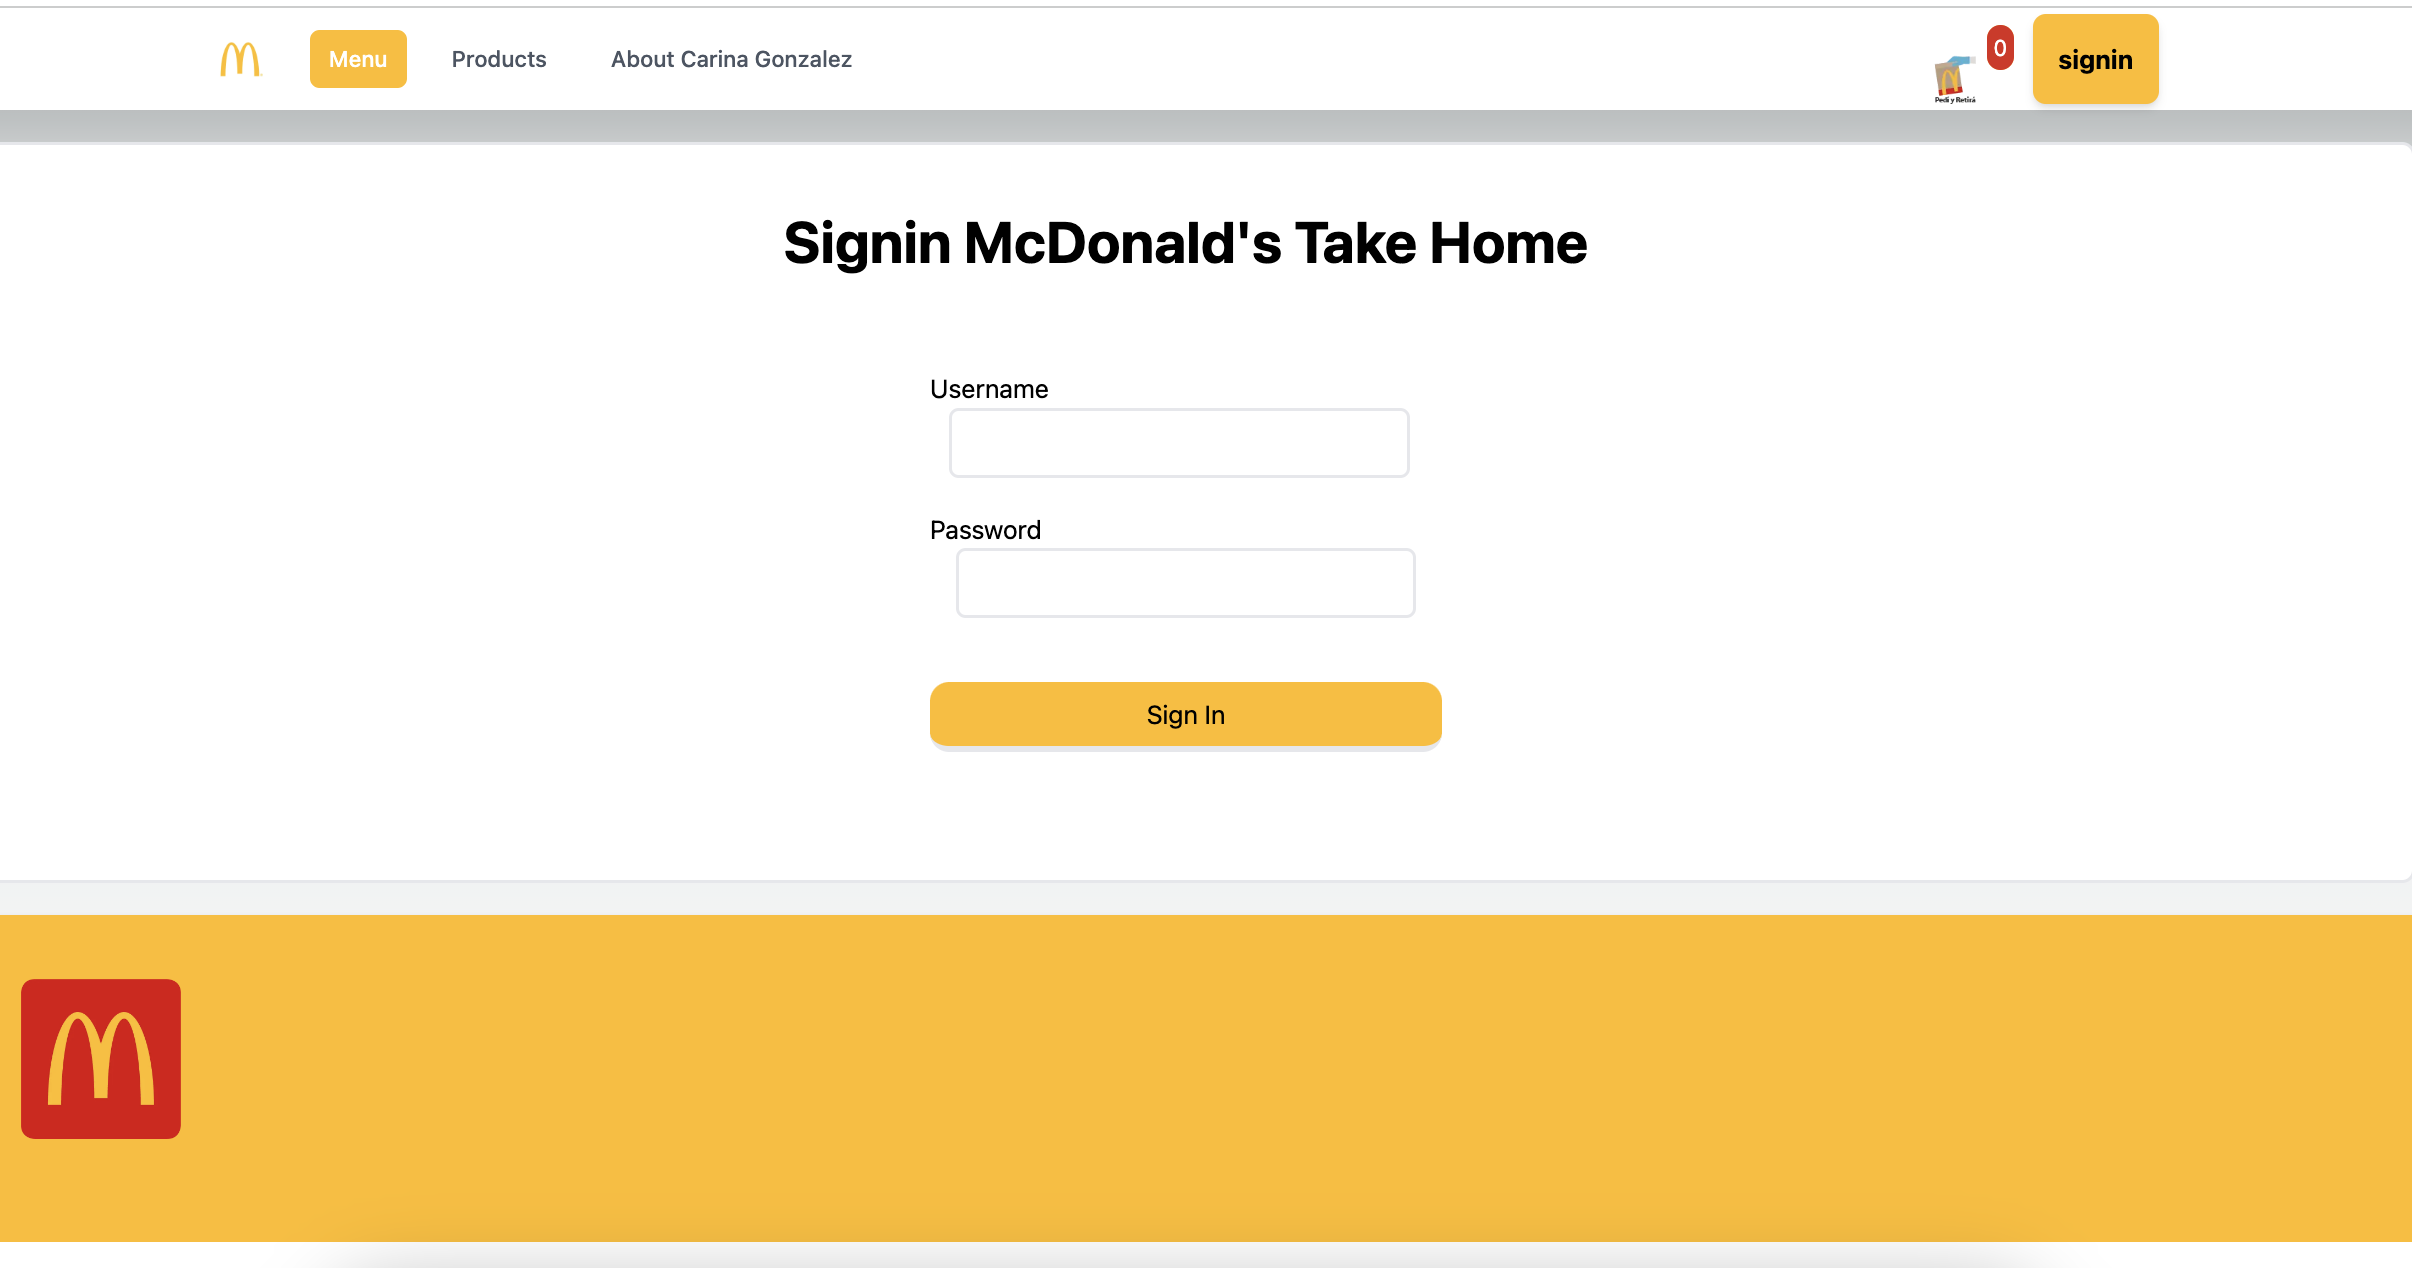 Menu
Products
About Carina Gonzalez
Pedí y Retirá
0
signin
Signin McDonald's Take Home
Username
Password
Sign In